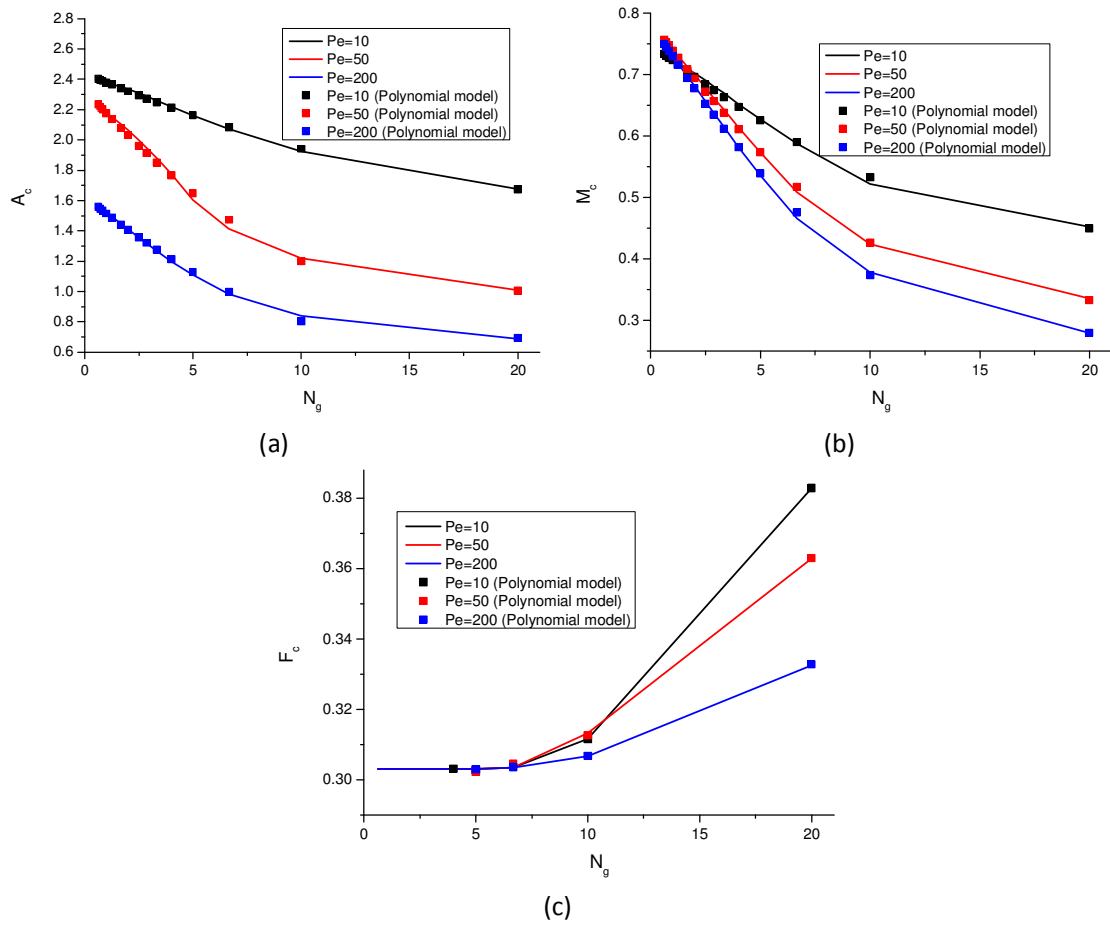 2.8
2.6
2.4
2.2
2.0
1.8
1.6
1.4
1.2
1.0
0.8
0.6
A_c
0 5 10 15 20
N_g
Pe=10
Pe=50
Pe=200
Pe=10 (Polynomial model)
Pe=50 (Polynomial model)
Pe=200 (Polynomial model)
(a)
0.8
0.7
0.6
0.5
0.4
0.3
M_c
0 5 10 15 20
N_g
Pe=10
Pe=50
Pe=200
Pe=10 (Polynomial model)
Pe=50 (Polynomial model)
Pe=200 (Polynomial model)
(b)
0.38
0.36
0.34
0.32
0.30
F_c
0 5 10 15 20
N_g
Pe=10
Pe=50
Pe=200
Pe=10 (Polynomial model)
Pe=50 (Polynomial model)
Pe=200 (Polynomial model)
(c)